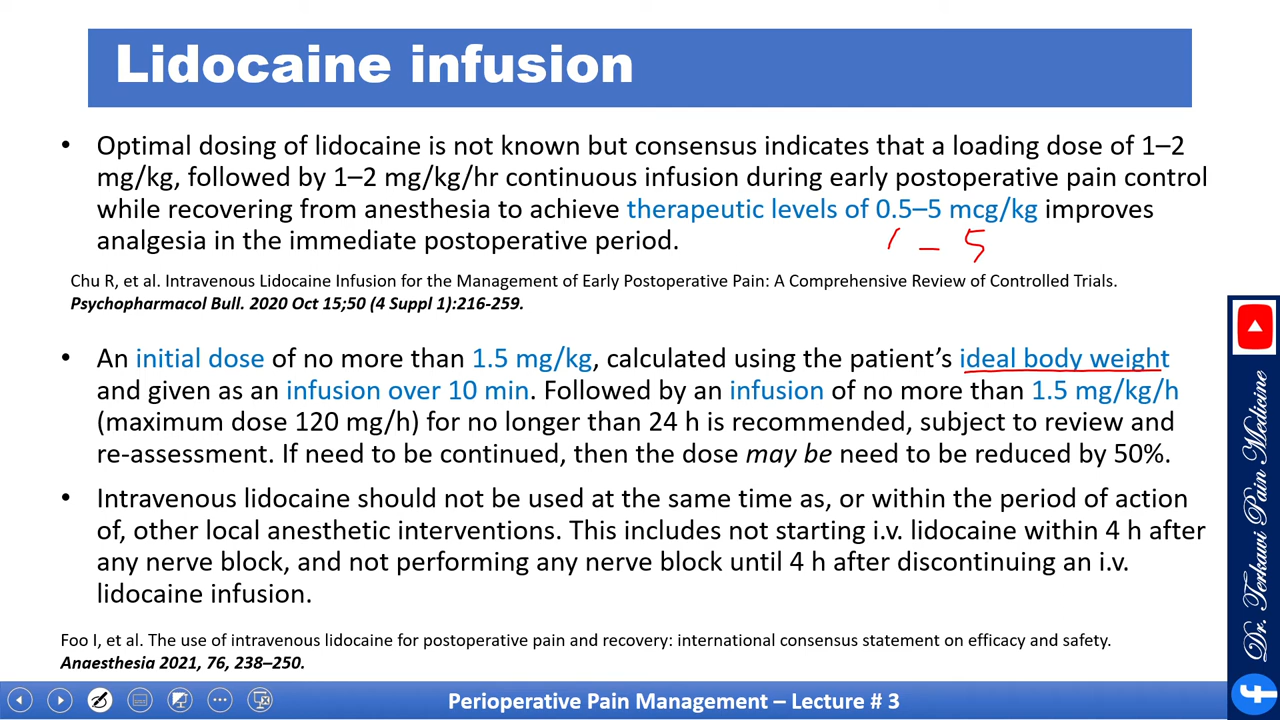 Lidocaine infusion
• Optimal dosing of lidocaine is not known but consensus indicates that a loading dose of 1–2
mg/kg, followed by 1–2 mg/kg/hr continuous infusion during early postoperative pain control
while recovering from anesthesia to achieve therapeutic levels of 0.5–5 mcg/kg improves
analgesia in the immediate postoperative period.
1 – 5
Chu R, et al. Intravenous Lidocaine Infusion for the Management of Early Postoperative Pain: A Comprehensive Review of Controlled Trials.
Psychopharmacol Bull. 2020 Oct 15;50 (4 Suppl 1):216-259.
• An initial dose of no more than 1.5 mg/kg, calculated using the patient’s ideal body weight
and given as an infusion over 10 min. Followed by an infusion of no more than 1.5 mg/kg/h
(maximum dose 120 mg/h) for no longer than 24 h is recommended, subject to review and
re-assessment. If need to be continued, then the dose may be need to be reduced by 50%.
• Intravenous lidocaine should not be used at the same time as, or within the period of action
of, other local anesthetic interventions. This includes not starting i.v. lidocaine within 4 h after
any nerve block, and not performing any nerve block until 4 h after discontinuing an i.v.
lidocaine infusion.
Foo I, et al. The use of intravenous lidocaine for postoperative pain and recovery: international consensus statement on efficacy and safety.
Anaesthesia 2021, 76, 238–250.
Perioperative Pain Management – Lecture # 3
Dr. Terkawi Pain Medicine